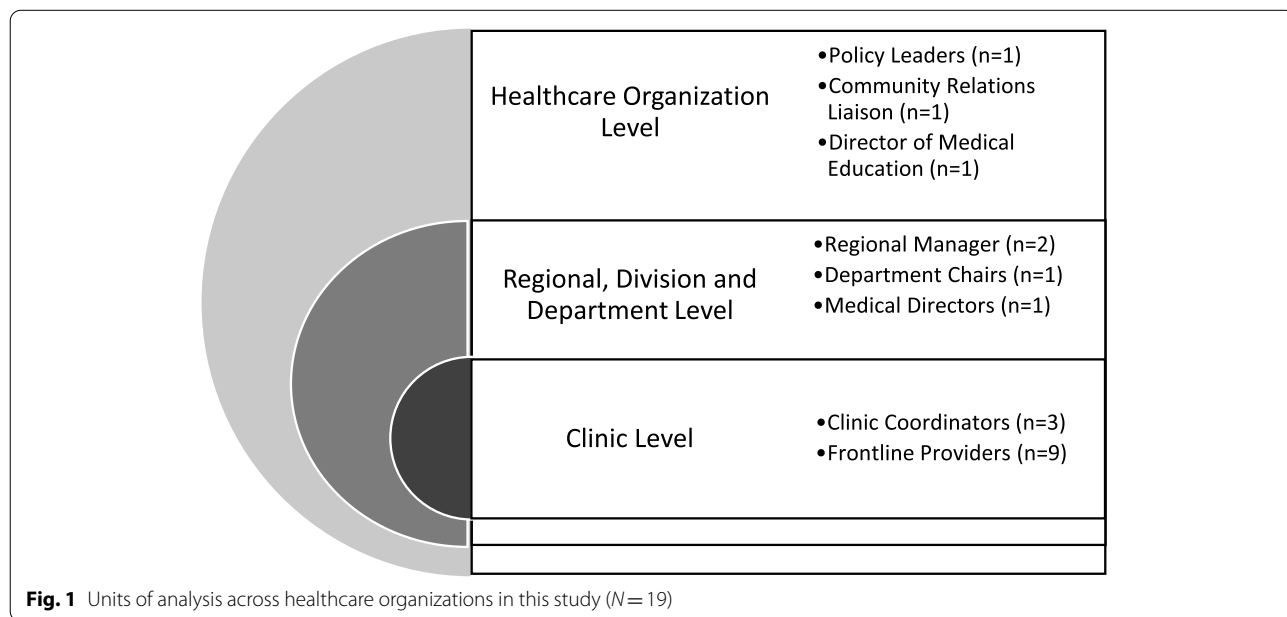 Healthcare Organization
Level
•Policy Leaders (n=1)
•Community Relations
Liaison (n=1)
•Director of Medical
Education (n=1)
Regional, Division and
Department Level
•Regional Manager (n=2)
•Department Chairs (n=1)
•Medical Directors (n=1)
Clinic Level
•Clinic Coordinators (n=3)
•Frontline Providers (n=9)
Fig. 1 Units of analysis across healthcare organizations in this study (N = 19)